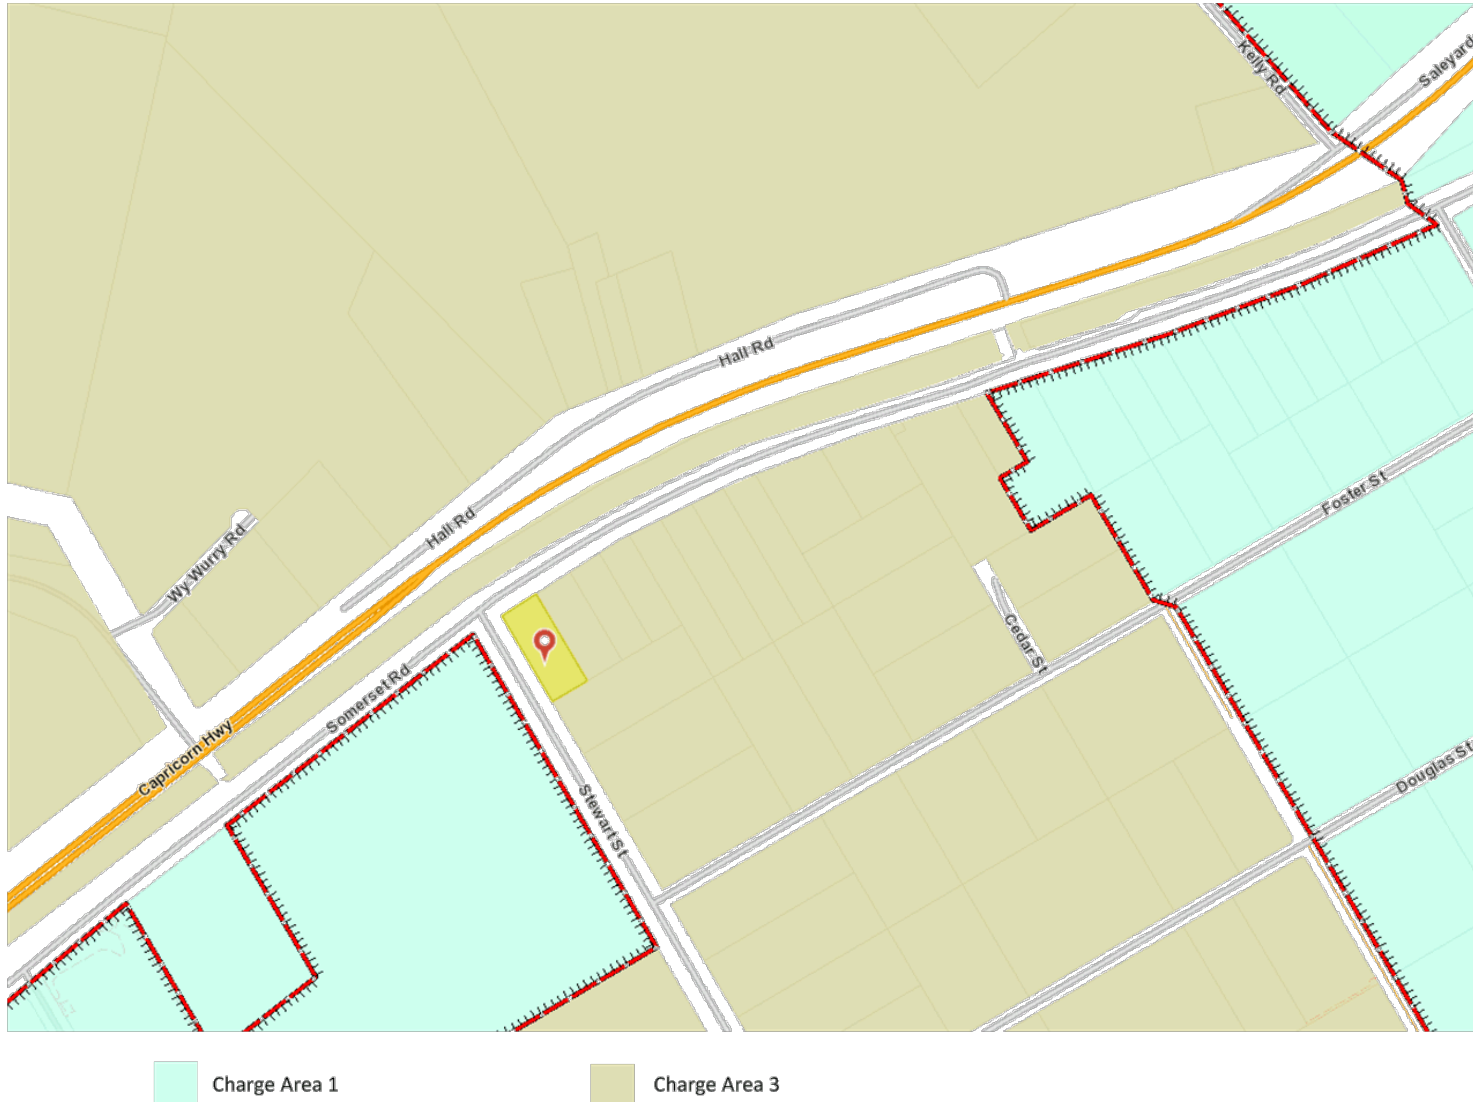 Kelly Rd
Saleyard
Hall Rd
Foster St
Hall Rd
Wy Wurry Rd
Cedar St
Somerset Rd
Capricorn Hwy
Douglas St
Stewart St
Charge Area 1
Charge Area 3